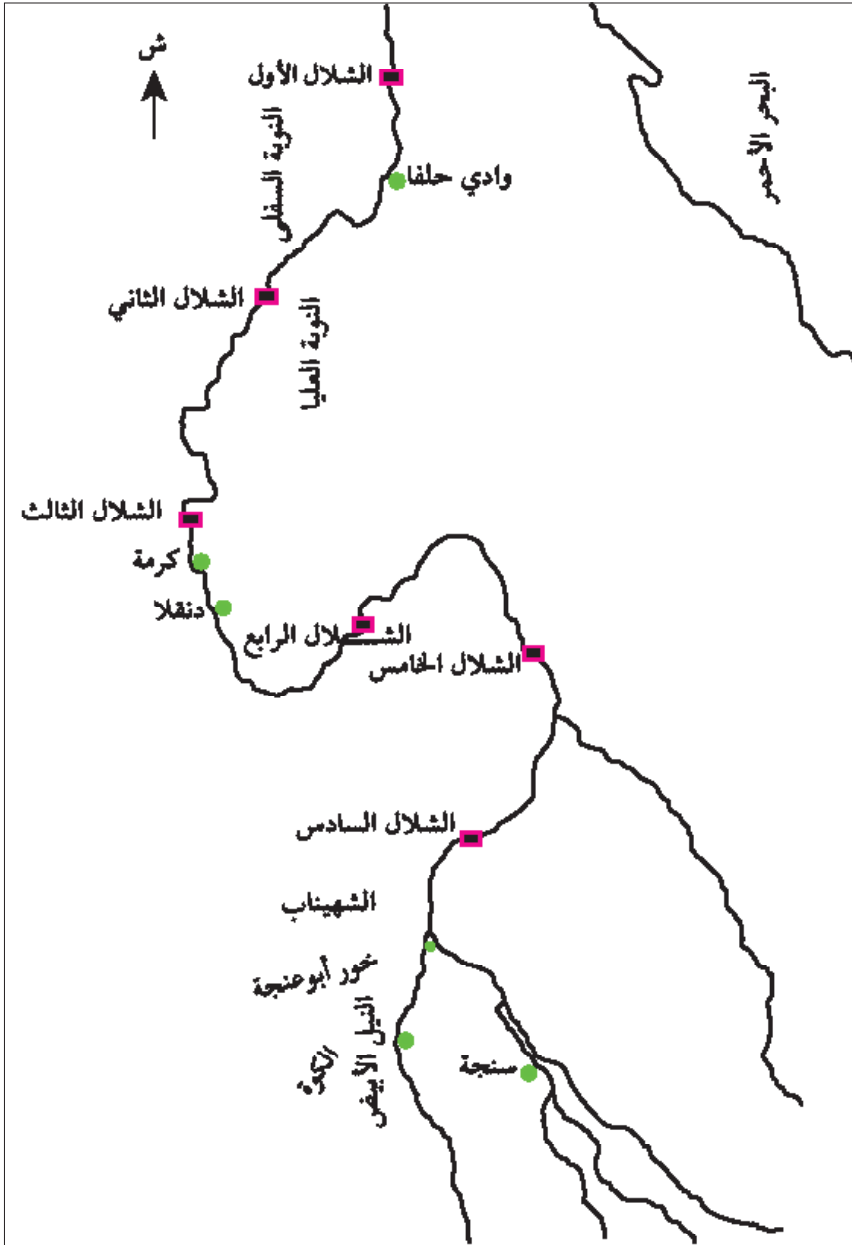 ش
الشلال الأول
البحر الأحمر
النوبة السفلى
وادي حلفا
الشلال الثاني
النوبة العليا
الشلال الثالث
كرمة
دنقلا
الشـــلال الرابع
الشلال الخامس
الشلال السادس
الشهيناب
خور أبوعنجة
النيل الأبيض
الكوة
سنجة